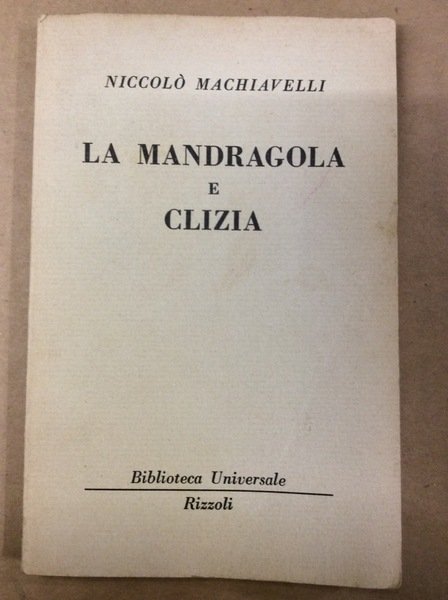 NICCOLÒ MACHIAVELLI
LA MANDRAGOLA
E
CLIZIA
Biblioteca Universale
Rizzoli